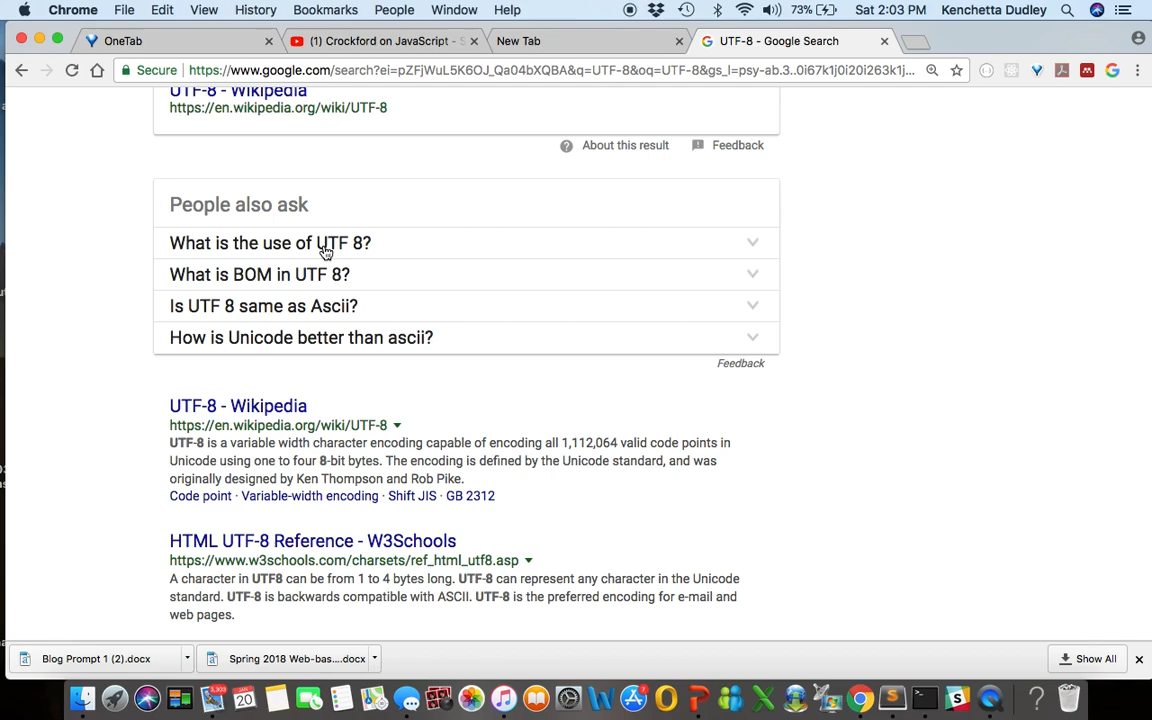 Chrome File Edit View History Bookmarks People Window Help 73% Sat 2:03 PM Kenchetta Dudley
OneTab (1) Crockford on JavaScript - S New Tab UTF-8 - Google Search
Secure https://www.google.com/search?ei=pZFjWuL5K6OJ_Qa04bXQBA&q=UTF-8&oq=UTF-8&gs_l=psy-ab.3..0i67k1j0i20i263k1j...
UTF-8 - Wikipedia
https://en.wikipedia.org/wiki/UTF-8
About this result Feedback
People also ask
What is the use of UTF 8?
What is BOM in UTF 8?
Is UTF 8 same as Ascii?
How is Unicode better than ascii?
Feedback
UTF-8 - Wikipedia
https://en.wikipedia.org/wiki/UTF-8
UTF-8 is a variable width character encoding capable of encoding all 1,112,064 valid code points in
Unicode using one to four 8-bit bytes. The encoding is defined by the Unicode standard, and was
originally designed by Ken Thompson and Rob Pike.
Code point · Variable-width encoding · Shift JIS · GB 2312
HTML UTF-8 Reference - W3Schools
https://www.w3schools.com/charsets/ref_html_utf8.asp
A character in UTF8 can be from 1 to 4 bytes long. UTF-8 can represent any character in the Unicode
standard. UTF-8 is backwards compatible with ASCII. UTF-8 is the preferred encoding for e-mail and
web pages.
Blog Prompt 1 (2).docx Spring 2018 Web-bas....docx Show All
3,303
20